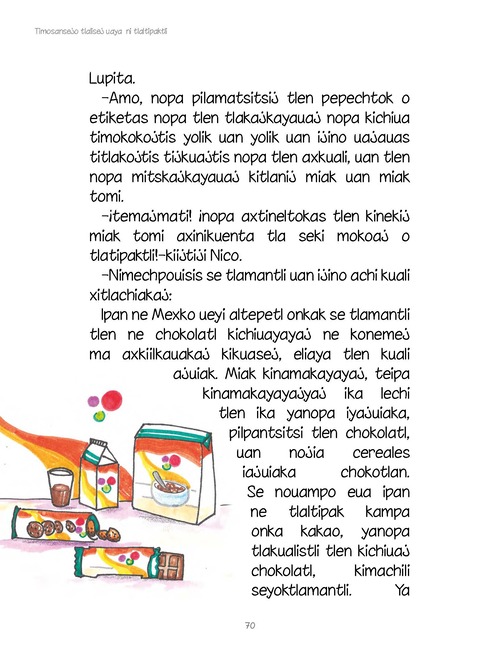 Timosansejo tlalisej uaya ni tlaltipaktli
Lupita.
–Amo, nopa pilamatsitsij tlen pepechtok o
etiketas nopa tlen tlakajkayauaj nopa kichiua
timokokojtis yolik uan yolik uan ijino uajauas
titlakojtis tijkuajtis nopa tlen axkuali, uan tlen
nopa mitskajkayauaj kitlanij miak uan miak
tomi.
–¡temajmati! ¡nopa axtineltokas tlen kinekij
miak tomi axinikuenta tla seki mokoaj o
tlatipaktli!–kiijtiji Nico.
–Nimechpouisis se tlamantli uan ijino achi kuali
xitlachiakaj:
Ipan ne Mexko ueyi altepetl onkak se tlamantli
tlen ne chokolatl kichiuayayaj ne konemej
ma axkiilkauakaj kikuasej, eliaya tlen kuali
ajuiak. Miak kinamakayayaj, teipa
kinamakayayajyaj ika lechi
tlen ika yanopa iyajuiaka,
pilpantsitsi tlen chokolatl,
uan nojia cereales
iajuiaka chokotlan.
Se nouampo eua ipan
ne tlaltipak kampa
onka kakao, yanopa
tlakualistli tlen kichiuaj
chokolatl, kimachili
seyoktlamantli. Ya
70